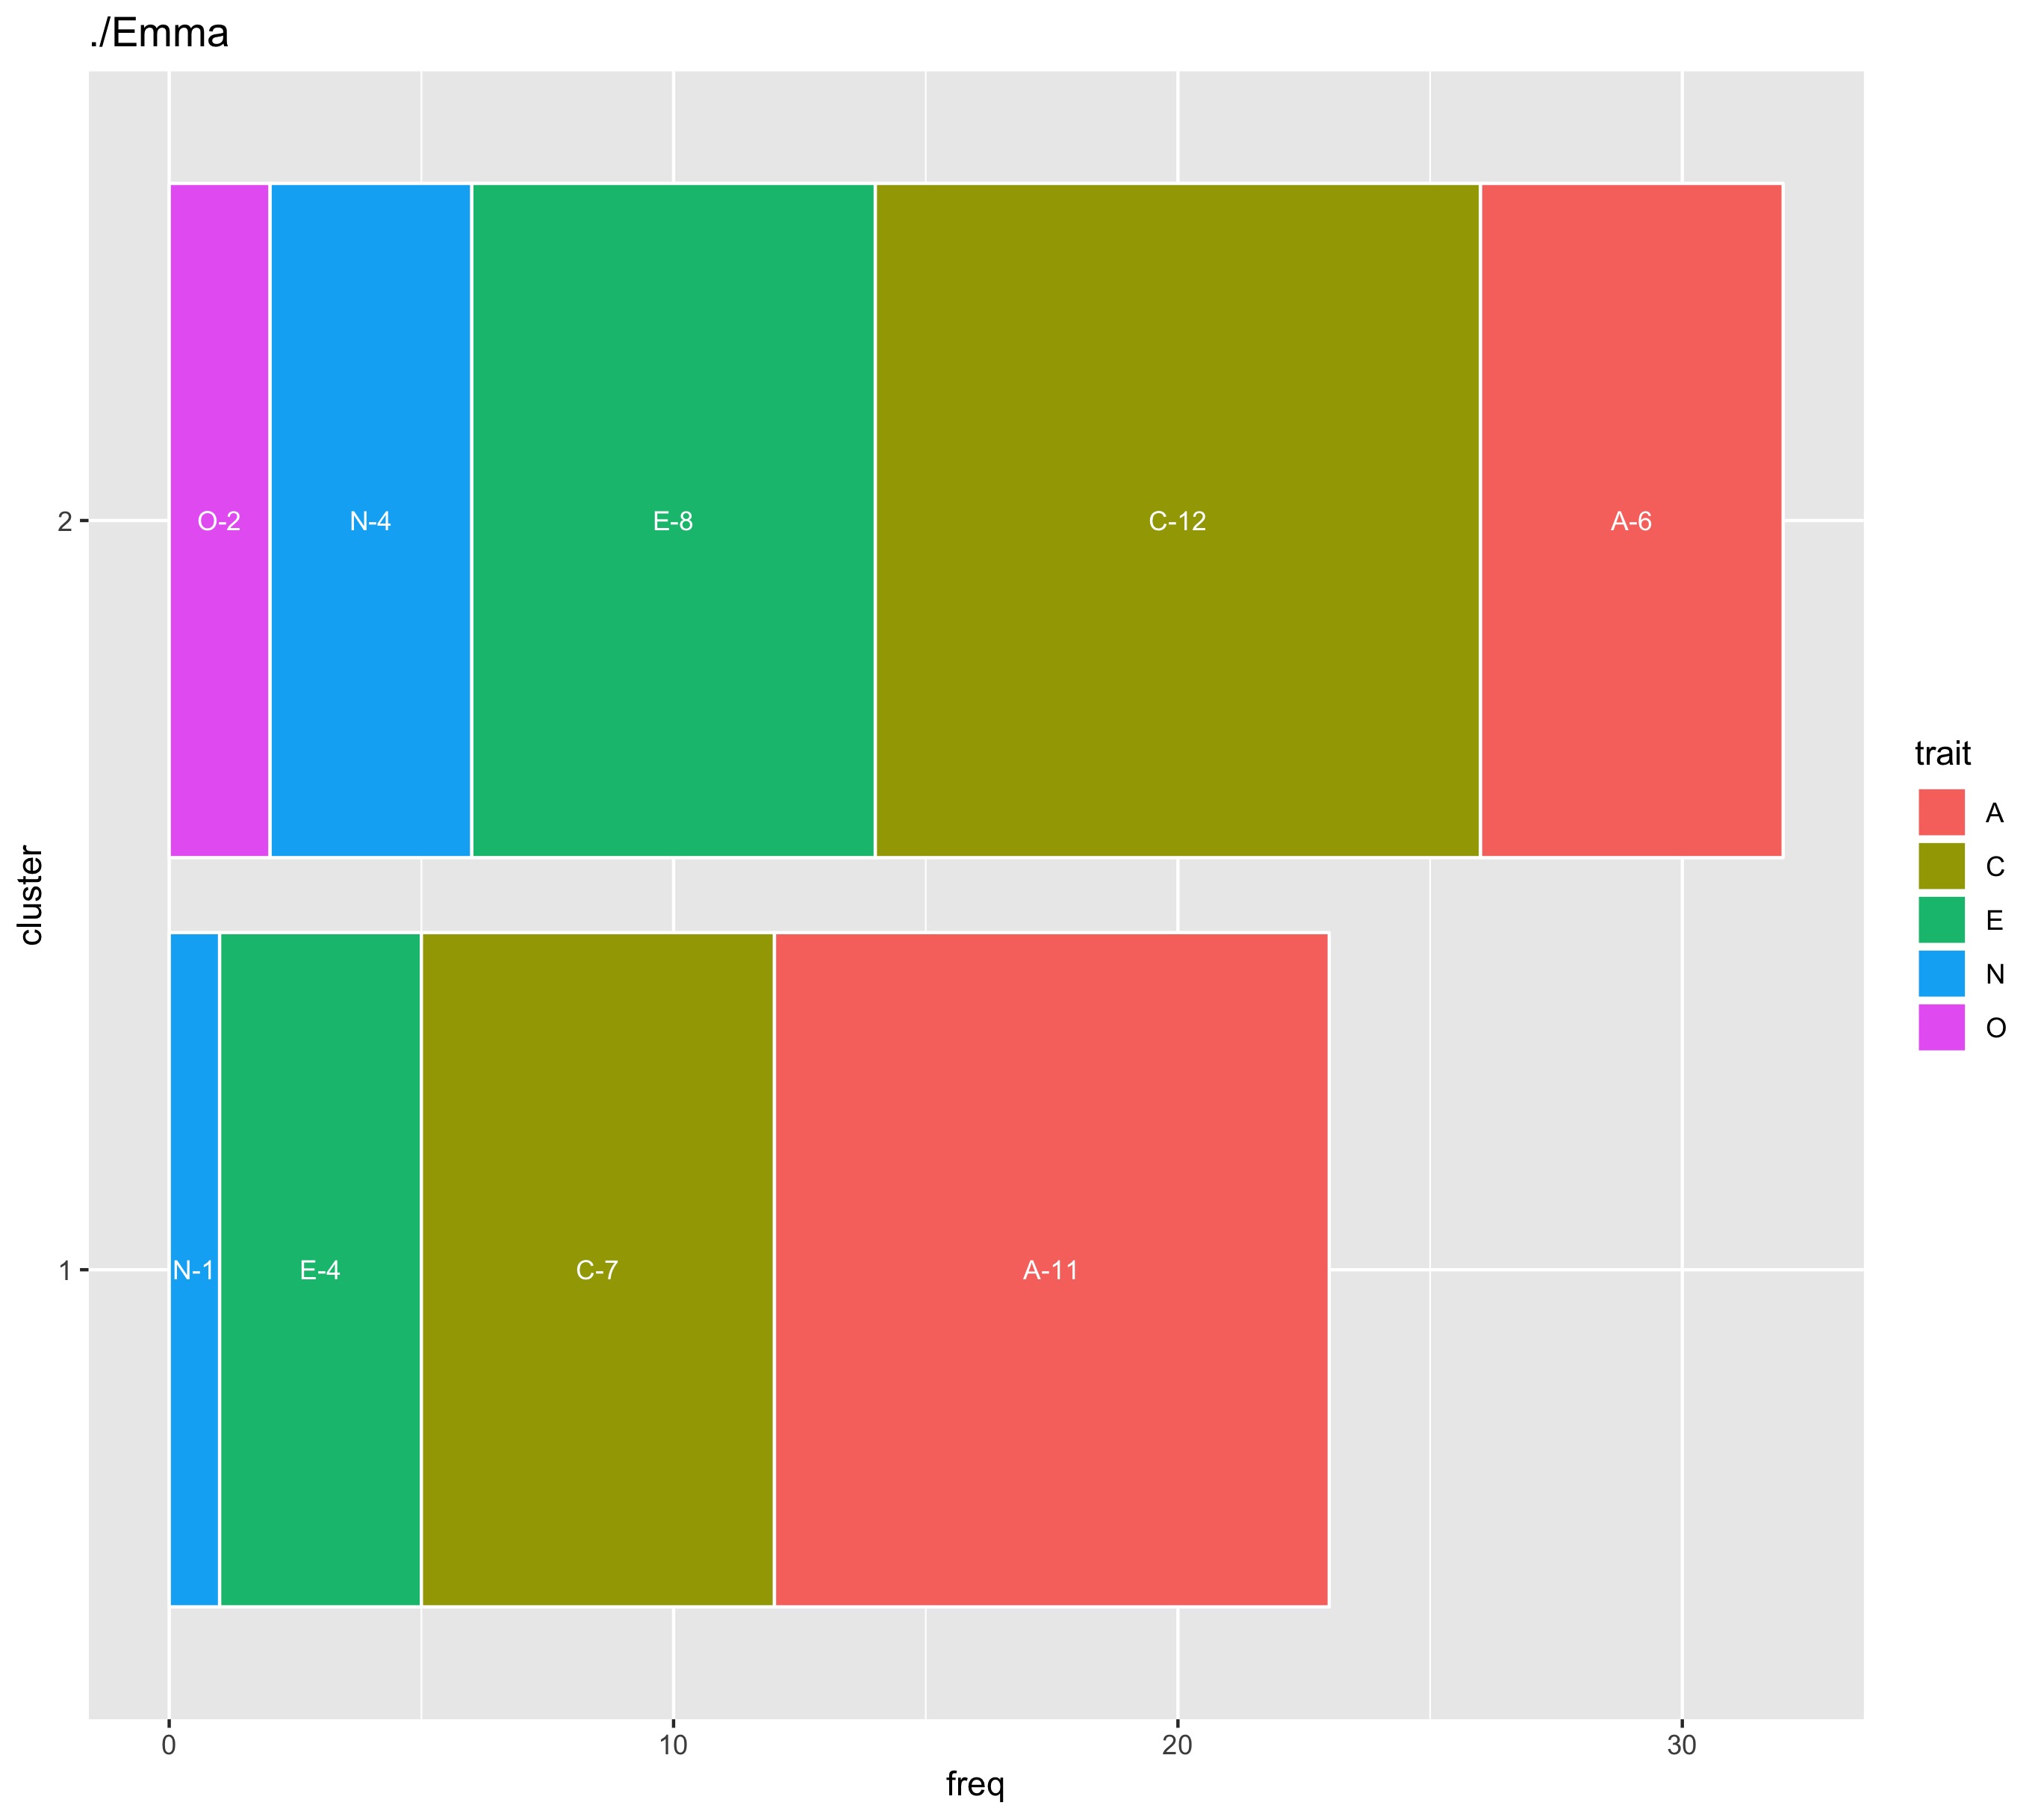 ./Emma
cluster
2
O-2
N-4
E-8
C-12
A-6
1
N-1
E-4
C-7
A-11
0
10
20
30
freq
trait
A
C
E
N
O